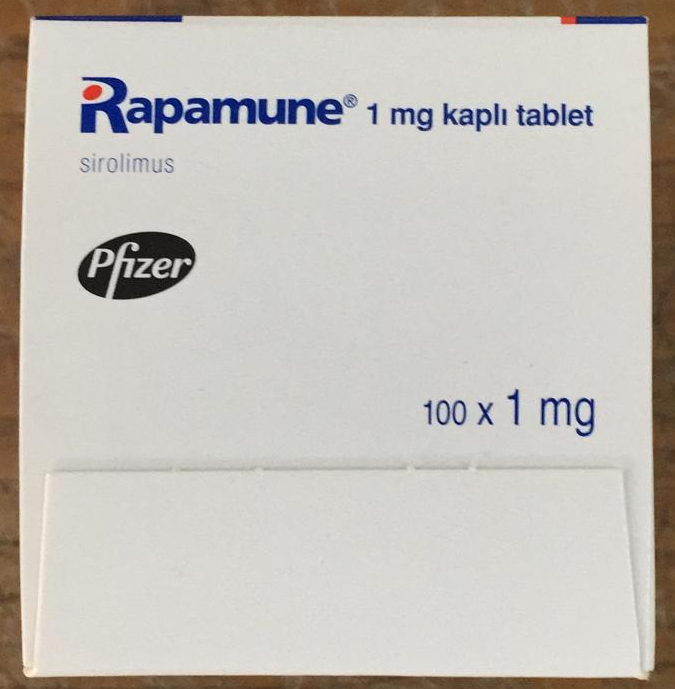 Rapamune® 1 mg kaplı tablet
sirolimus
Pfizer
100 x 1 mg